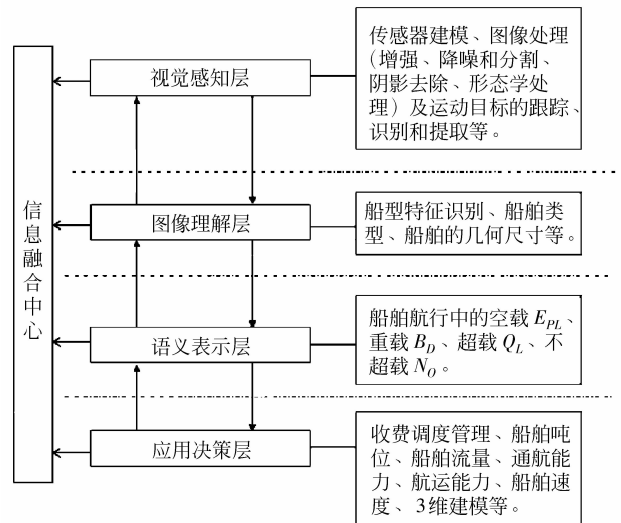 信息融合中心
视觉感知层
传感器建模、图像处理
(增强、降噪和分割、
阴影去除、形态学处
理)及运动目标的跟踪、
识别和提取等。
图像理解层
船型特征识别、船舶类
型、船舶的几何尺寸等。
语义表示层
船舶航行中的空载 E_PL、
重载 B_D、超载 Q_L、不
超载 N_O。
应用决策层
收费调度管理、船舶吨
位、船舶流量、通航能
力、航运能力、船舶速
度、3维建模等。